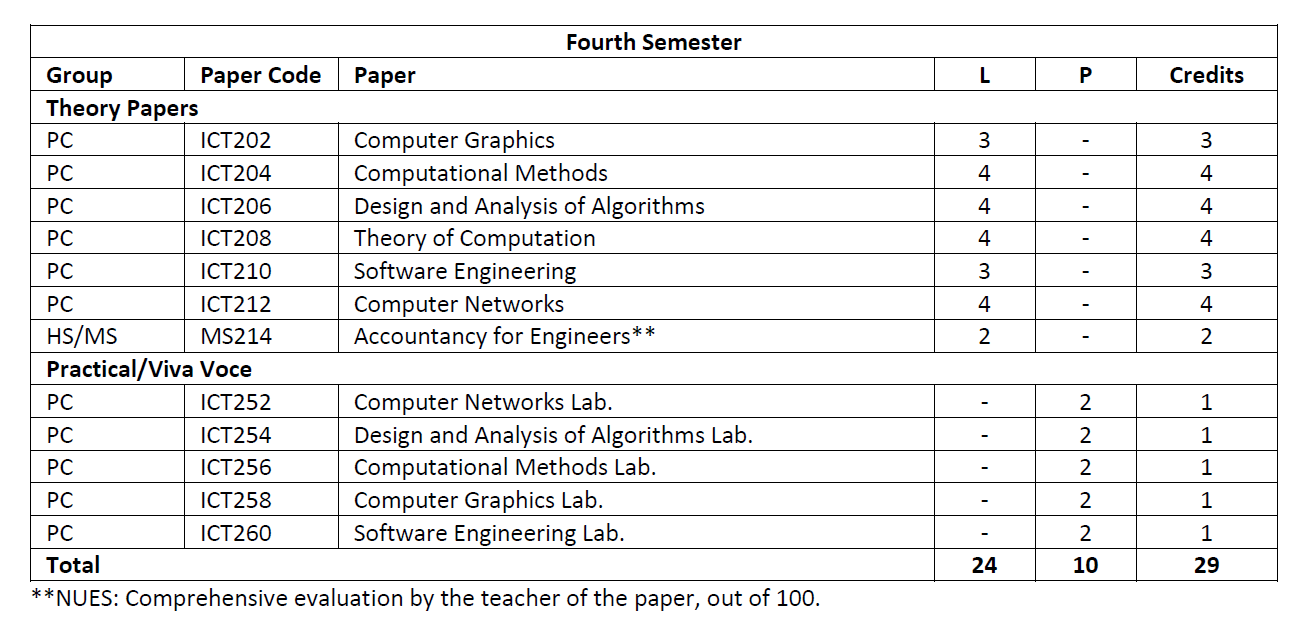 Fourth Semester
Group Paper Code Paper L P Credits
Theory Papers
PC ICT202 Computer Graphics 3 - 3
PC ICT204 Computational Methods 4 - 4
PC ICT206 Design and Analysis of Algorithms 4 - 4
PC ICT208 Theory of Computation 4 - 4
PC ICT210 Software Engineering 3 - 3
PC ICT212 Computer Networks 4 - 4
HS/MS MS214 Accountancy for Engineers** 2 - 2
Practical/Viva Voce
PC ICT252 Computer Networks Lab. - 2 1
PC ICT254 Design and Analysis of Algorithms Lab. - 2 1
PC ICT256 Computational Methods Lab. - 2 1
PC ICT258 Computer Graphics Lab. - 2 1
PC ICT260 Software Engineering Lab. - 2 1
Total 24 10 29
**NUES: Comprehensive evaluation by the teacher of the paper, out of 100.